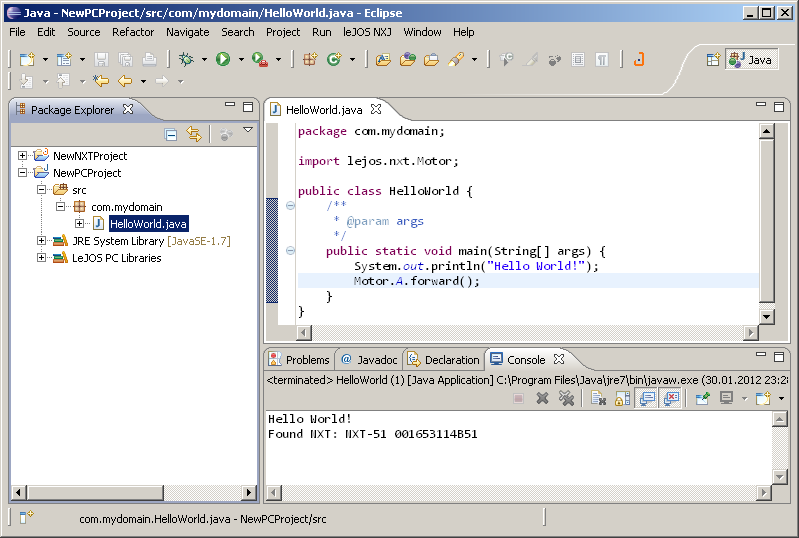 Java - NewPCProject/src/com/mydomain/HelloWorld.java - Eclipse
File Edit Source Refactor Navigate Search Project Run leJOS NXJ Window Help
Java
Package Explorer
NewNXTProject
NewPCProject
src
com.mydomain
HelloWorld.java
JRE System Library [JavaSE-1.7]
LeJOS PC Libraries
HelloWorld.java
package com.mydomain;
import lejos.nxt.Motor;
public class HelloWorld {
/**
* @param args
*/
public static void main(String[] args) {
System.out.println("Hello World!");
Motor.A.forward();
}
}
Problems @ Javadoc Declaration Console
<terminated> HelloWorld (1) [Java Application] C:\Program Files\Java\jre7\bin\javaw.exe (30.01.2012 23:28
Hello World!
Found NXT: NXT-51 001653114B51
com.mydomain.HelloWorld.java - NewPCProject/src